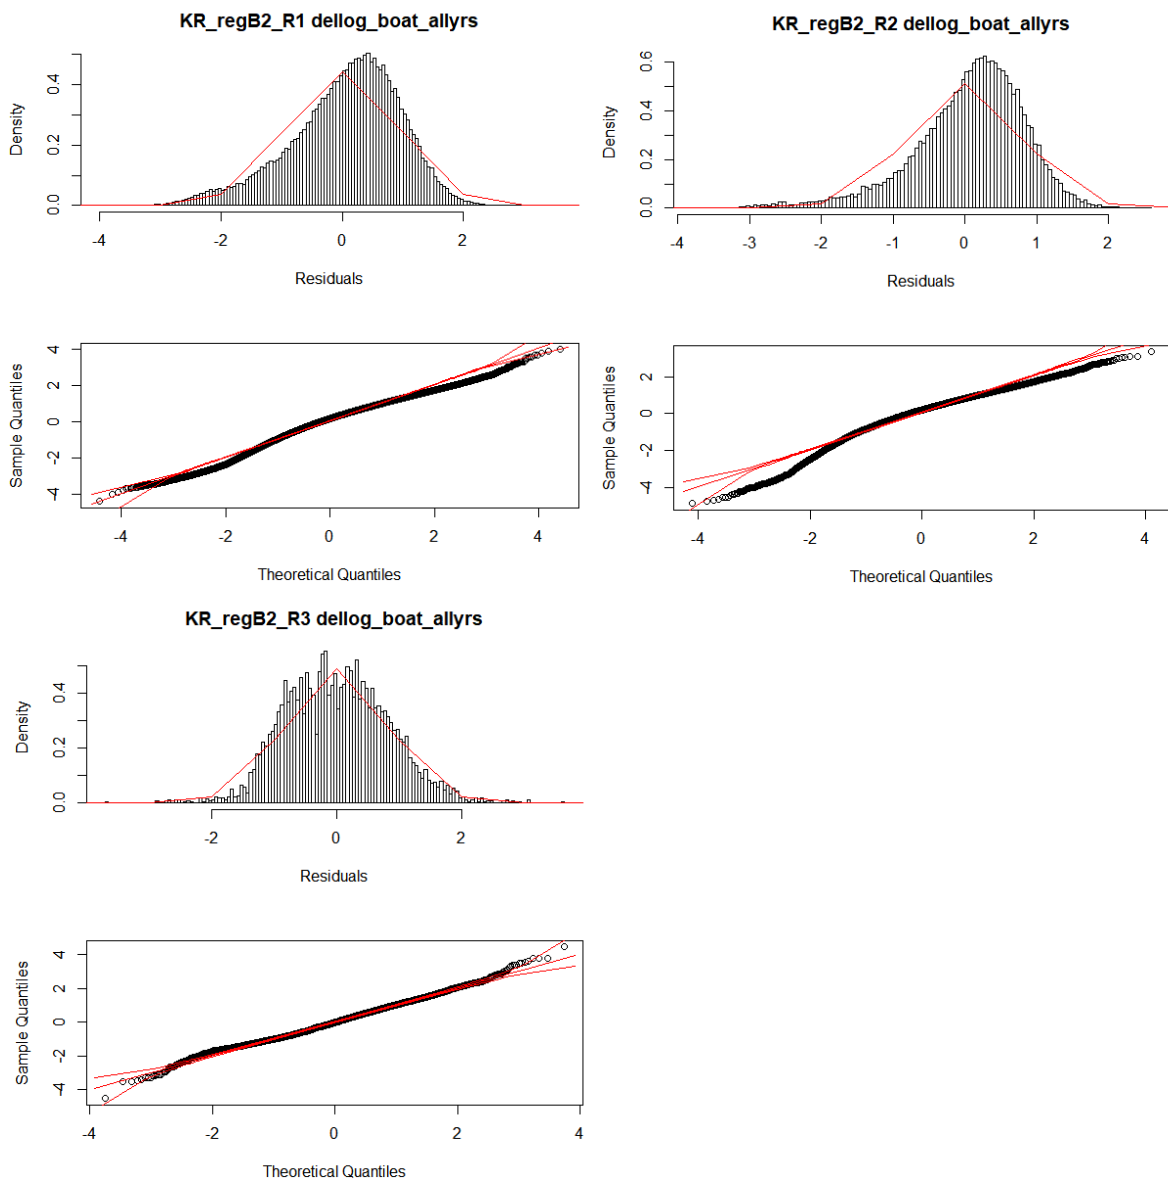 KR_regB2_R1 dellog_boat_allyrs
Density
0.0 0.2 0.4
-4 -2 0 2
Residuals
Sample Quantiles
-4 -2 0 2 4
-4 -2 0 2 4
Theoretical Quantiles
KR_regB2_R2 dellog_boat_allyrs
Density
0.0 0.2 0.4 0.6
-4 -3 -2 -1 0 1 2
Residuals
Sample Quantiles
-4 -2 0 2
-4 -2 0 2 4
Theoretical Quantiles
KR_regB2_R3 dellog_boat_allyrs
Density
0.0 0.2 0.4
-2 0 2
Residuals
Sample Quantiles
-4 -2 0 2 4
-4 -2 0 2 4
Theoretical Quantiles